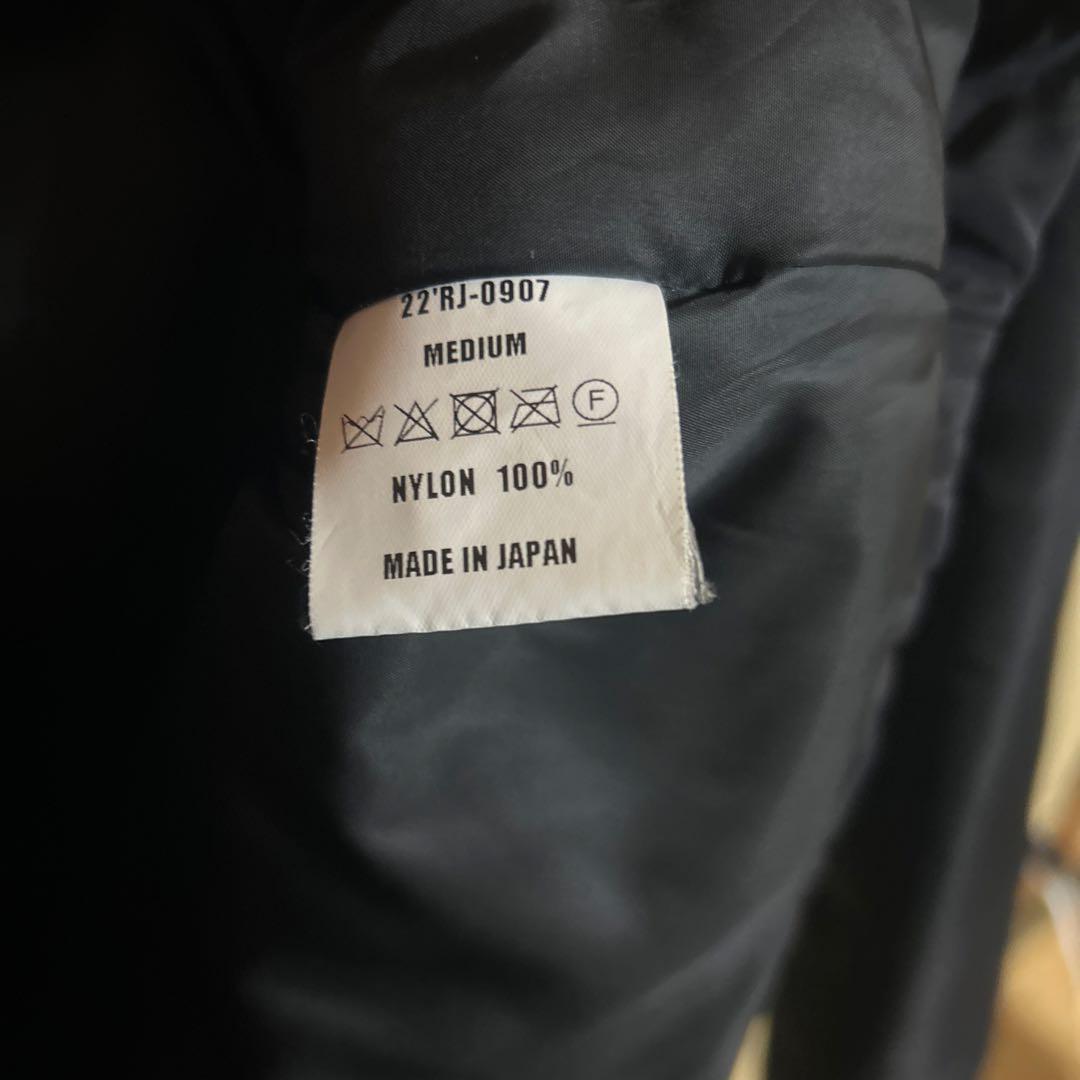 22'RJ-0907
MEDIUM
F
NYLON 100%
MADE IN JAPAN